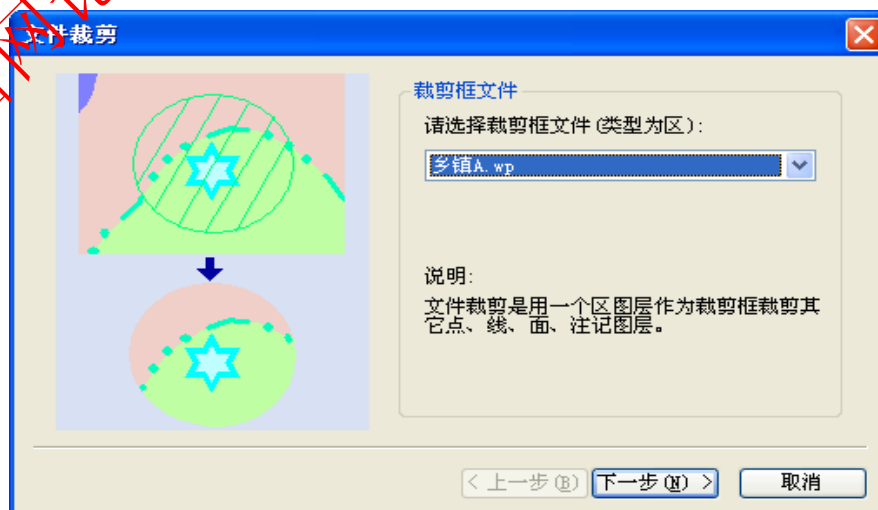 文件裁剪
裁剪框文件
请选择裁剪框文件(类型为区):
乡镇A.wp
说明:
文件裁剪是用一个区图层作为裁剪框裁剪其
它点、线、面、注记图层。
< 上一步(B)
下一步(N) >
取消